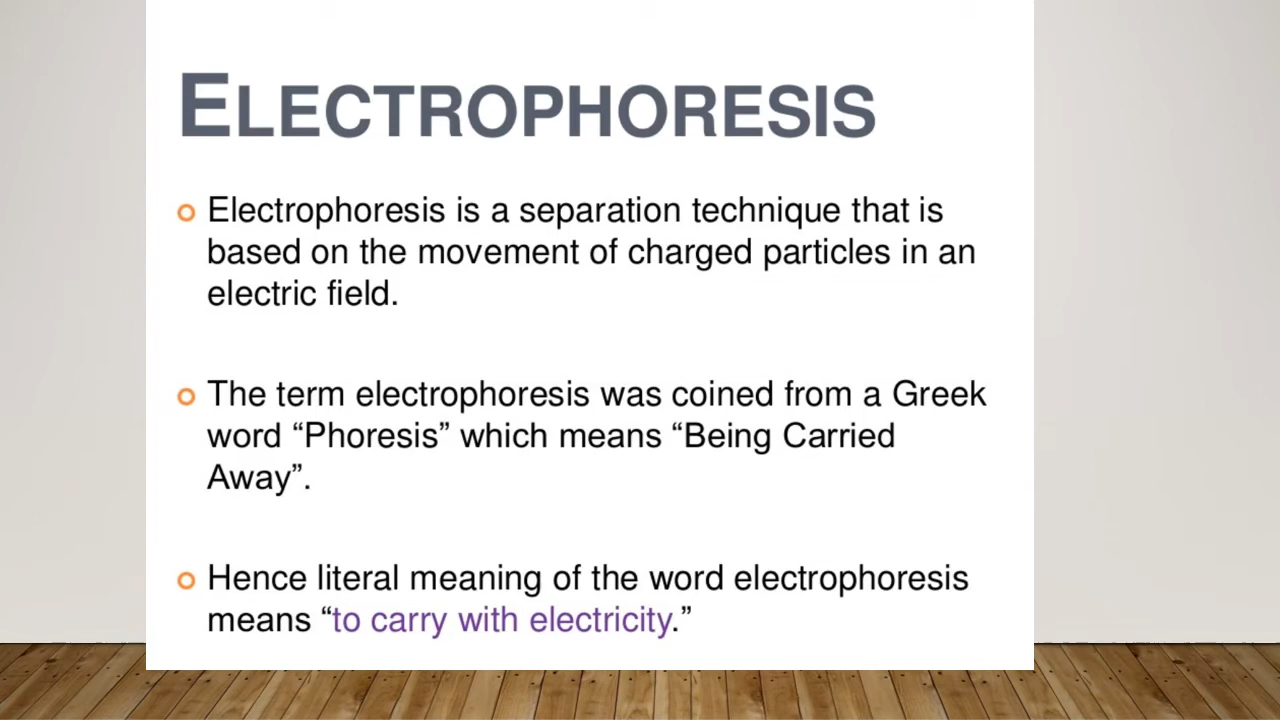 ELECTROPHORESIS
Electrophoresis is a separation technique that is
based on the movement of charged particles in an
electric field.
The term electrophoresis was coined from a Greek
word “Phoresis” which means “Being Carried
Away”.
Hence literal meaning of the word electrophoresis
means “to carry with electricity.”